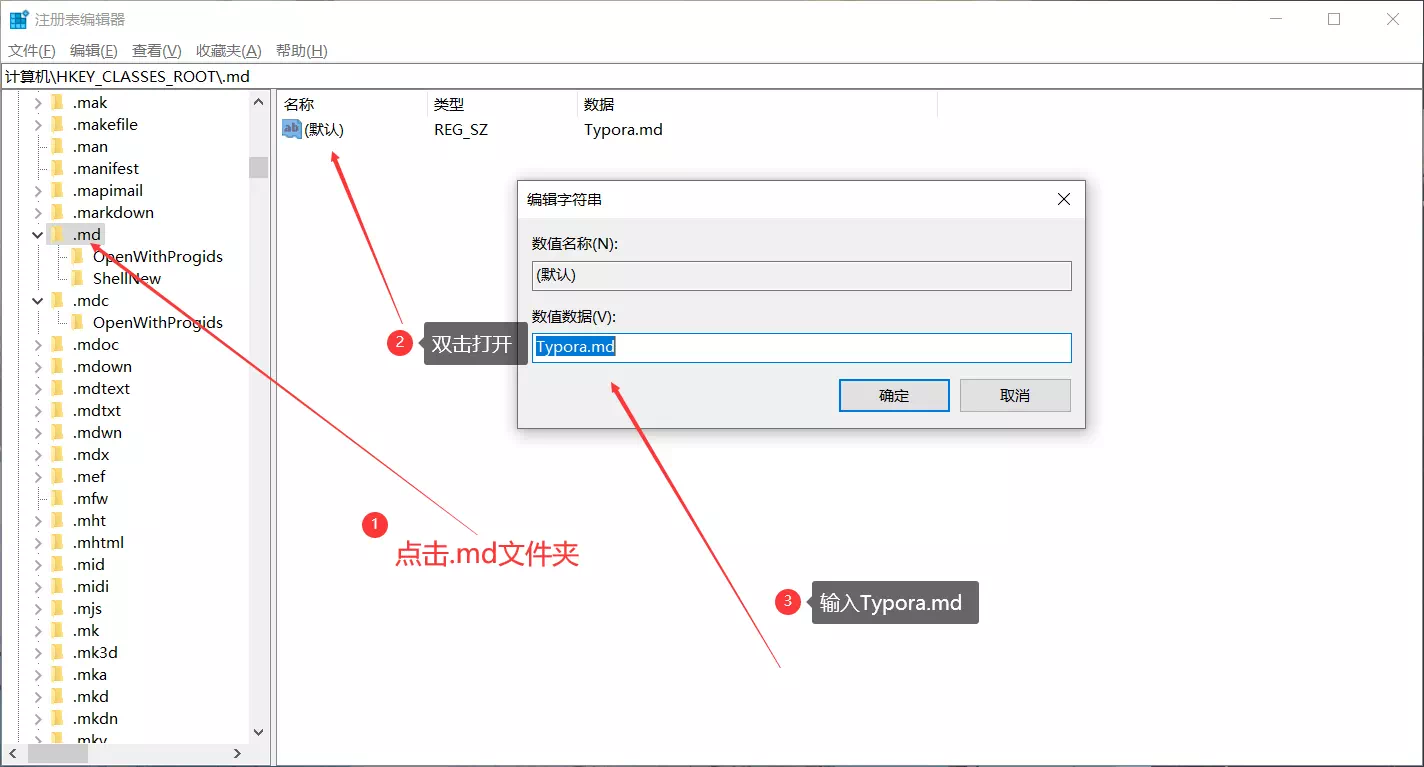 注册表编辑器
文件(F) 编辑(E) 查看(V) 收藏夹(A) 帮助(H)
计算机\HKEY_CLASSES_ROOT\.md
.mak
.makefile
.man
.manifest
.mapimail
.markdown
.md
OpenWithProgids
ShellNew
.mdc
OpenWithProgids
.mdoc
.mdown
.mdtext
.mdtxt
.mdwn
.mdx
.mef
.mfw
.mht
.mhtml
.mid
.midi
.mjs
.mk
.mk3d
.mka
.mkd
.mkdn
.mkv
名称 类型 数据
ab (默认) REG_SZ Typora.md
编辑字符串
数值名称(N):
(默认)
数值数据(V):
Typora.md
确定 取消
2 双击打开
1
点击.md文件夹
3 输入Typora.md